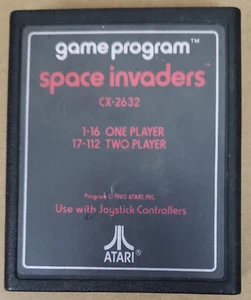 game program™
space invaders™
CX-2632
1-16 ONE PLAYER
17-112 TWO PLAYER
Program © 1980 ATARI, INC.
Use with Joystick Controllers
ATARI®